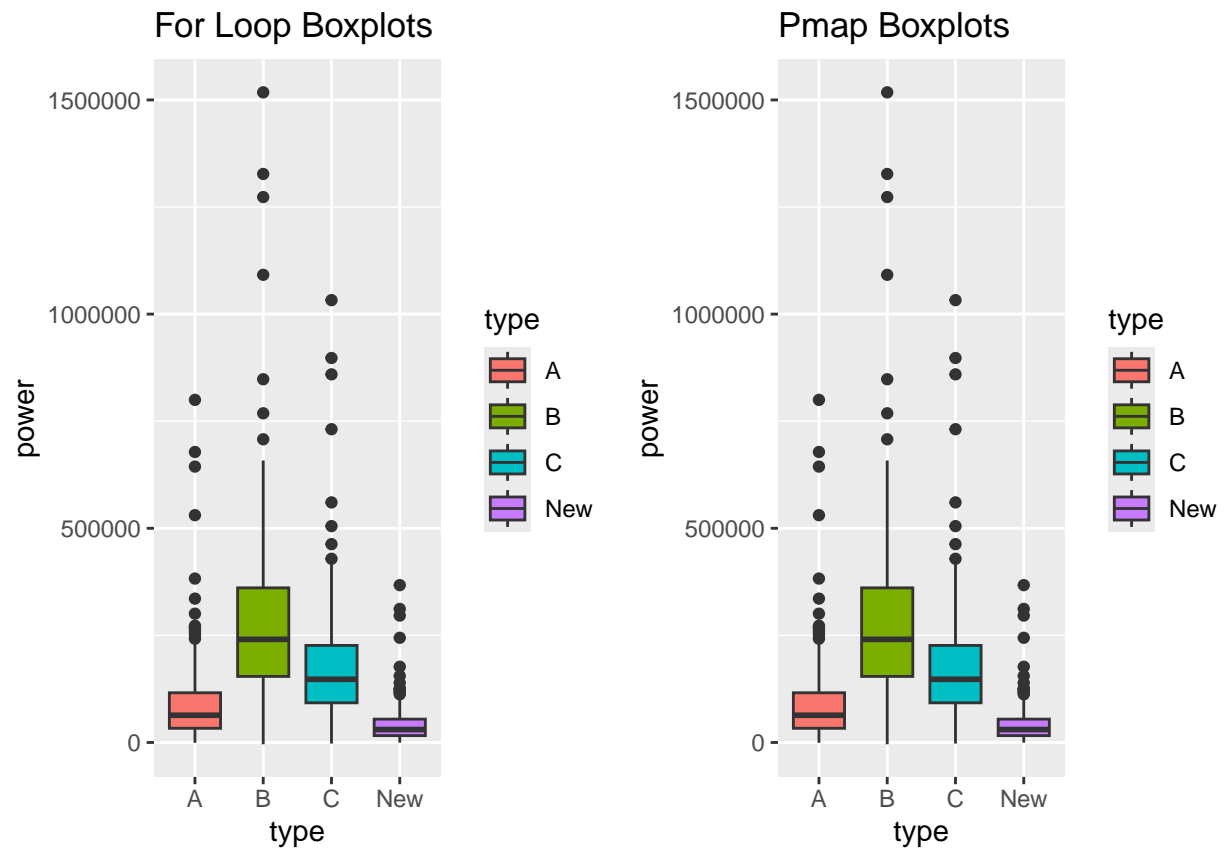 For Loop Boxplots
1500000
1000000
500000
0
power
A
B
C
New
type
type
A
B
C
New
Pmap Boxplots
1500000
1000000
500000
0
power
A
B
C
New
type
type
A
B
C
New